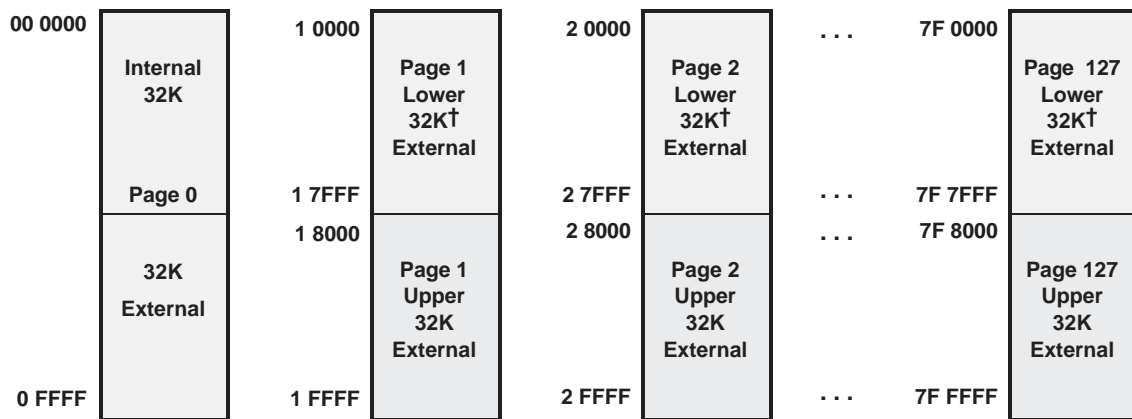 00 0000
Internal
32K
Page 0
32K
External
0 FFFF
1 0000
1 7FFF
1 8000
1 FFFF
Page 1
Lower
32K†
External
Page 1
Upper
32K
External
2 0000
2 7FFF
2 8000
2 FFFF
Page 2
Lower
32K†
External
Page 2
Upper
32K
External
. . .
. . .
. . .
. . .
7F 0000
7F 7FFF
7F 8000
7F FFFF
Page 127
Lower
32K†
External
Page 127
Upper
32K
External